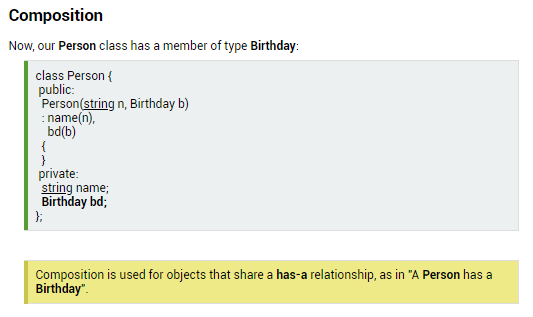 Composition
Now, our Person class has a member of type Birthday:
class Person {
public:
Person(string n, Birthday b)
: name(n),
bd(b)
{
}
private:
string name;
Birthday bd;
};
Composition is used for objects that share a has-a relationship, as in "A Person has a
Birthday".